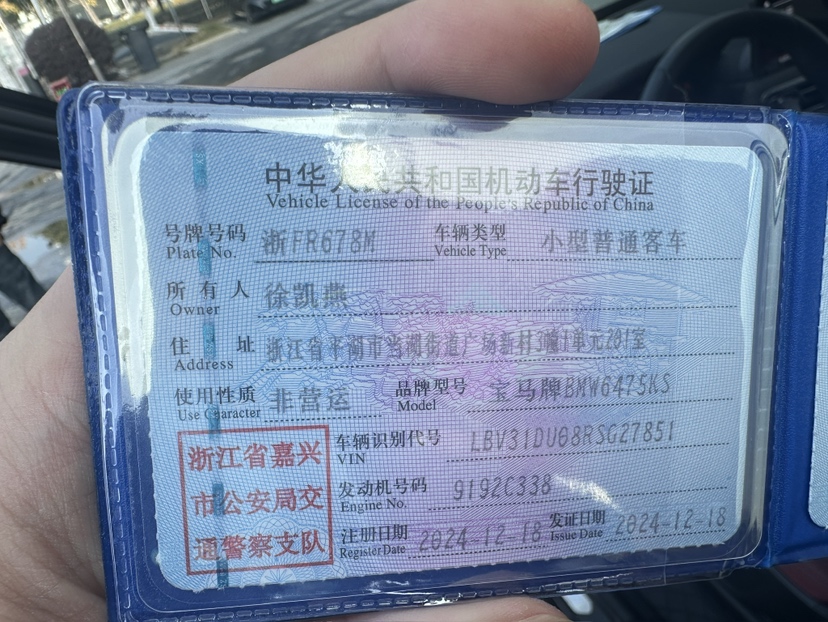 中华人民共和国机动车行驶证
Vehicle License of the People's Republic of China
号牌号码 浙FR678M 车辆类型 小型普通客车
Plate No. Vehicle Type
所有人 徐凯燕
Owner
住址 浙江省平湖市当湖街道广场新村3幢1单元201室
Address
使用性质 非营运 品牌型号 宝马牌BMW6475KS
Use Character Model
浙江省嘉兴
市公安局交
通警察支队
车辆识别代号 LBV31DU68RSG27851
VIN
发动机号码 9192C338
Engine No.
注册日期 2024-12-18 发证日期 2024-12-18
Register Date Issue Date